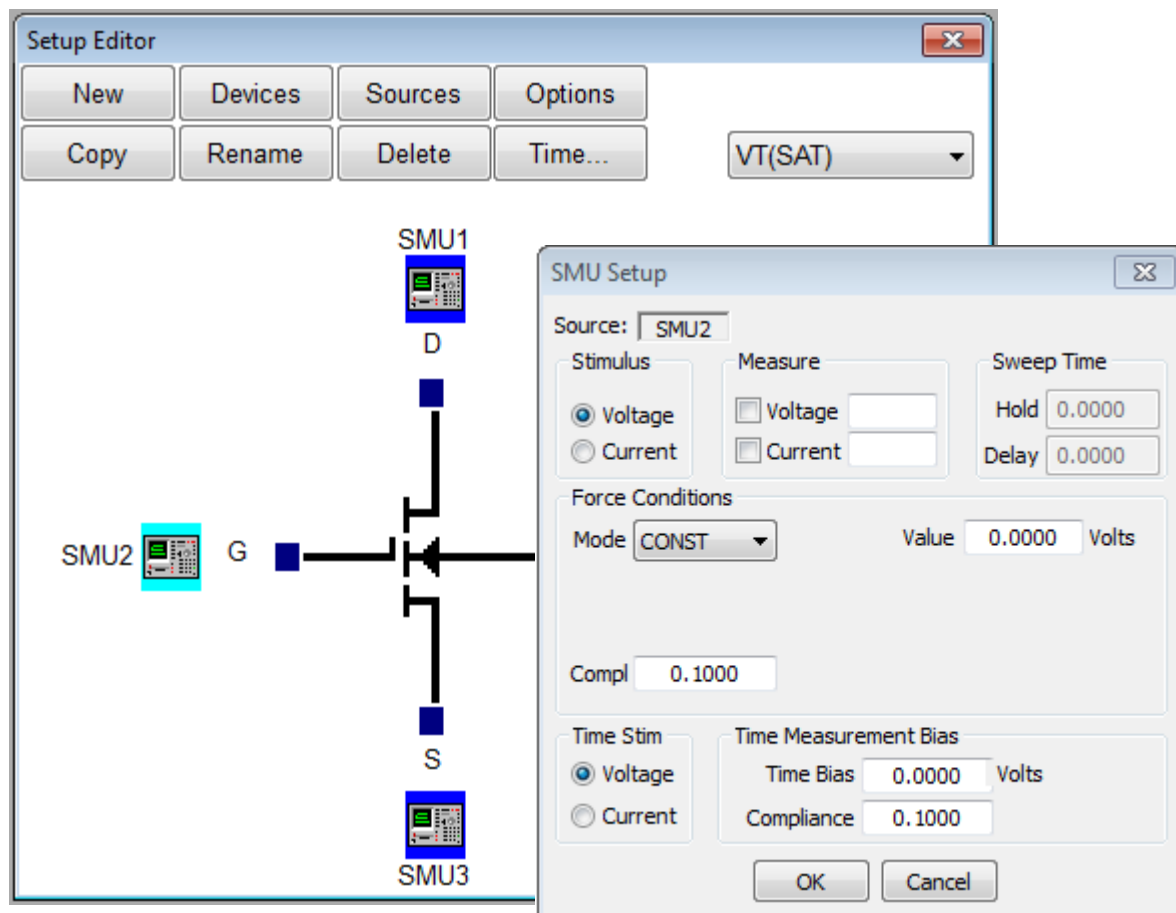 Setup Editor
New Devices Sources Options
Copy Rename Delete Time...
VT(SAT)
SMU1
D
SMU2
G
S
SMU3
SMU Setup
Source: SMU2
Stimulus
Voltage
Current
Measure
Voltage
Current
Sweep Time
Hold 0.0000
Delay 0.0000
Force Conditions
Mode CONST Value 0.0000 Volts
Compl 0.1000
Time Stim
Voltage
Current
Time Measurement Bias
Time Bias 0.0000 Volts
Compliance 0.1000
OK Cancel